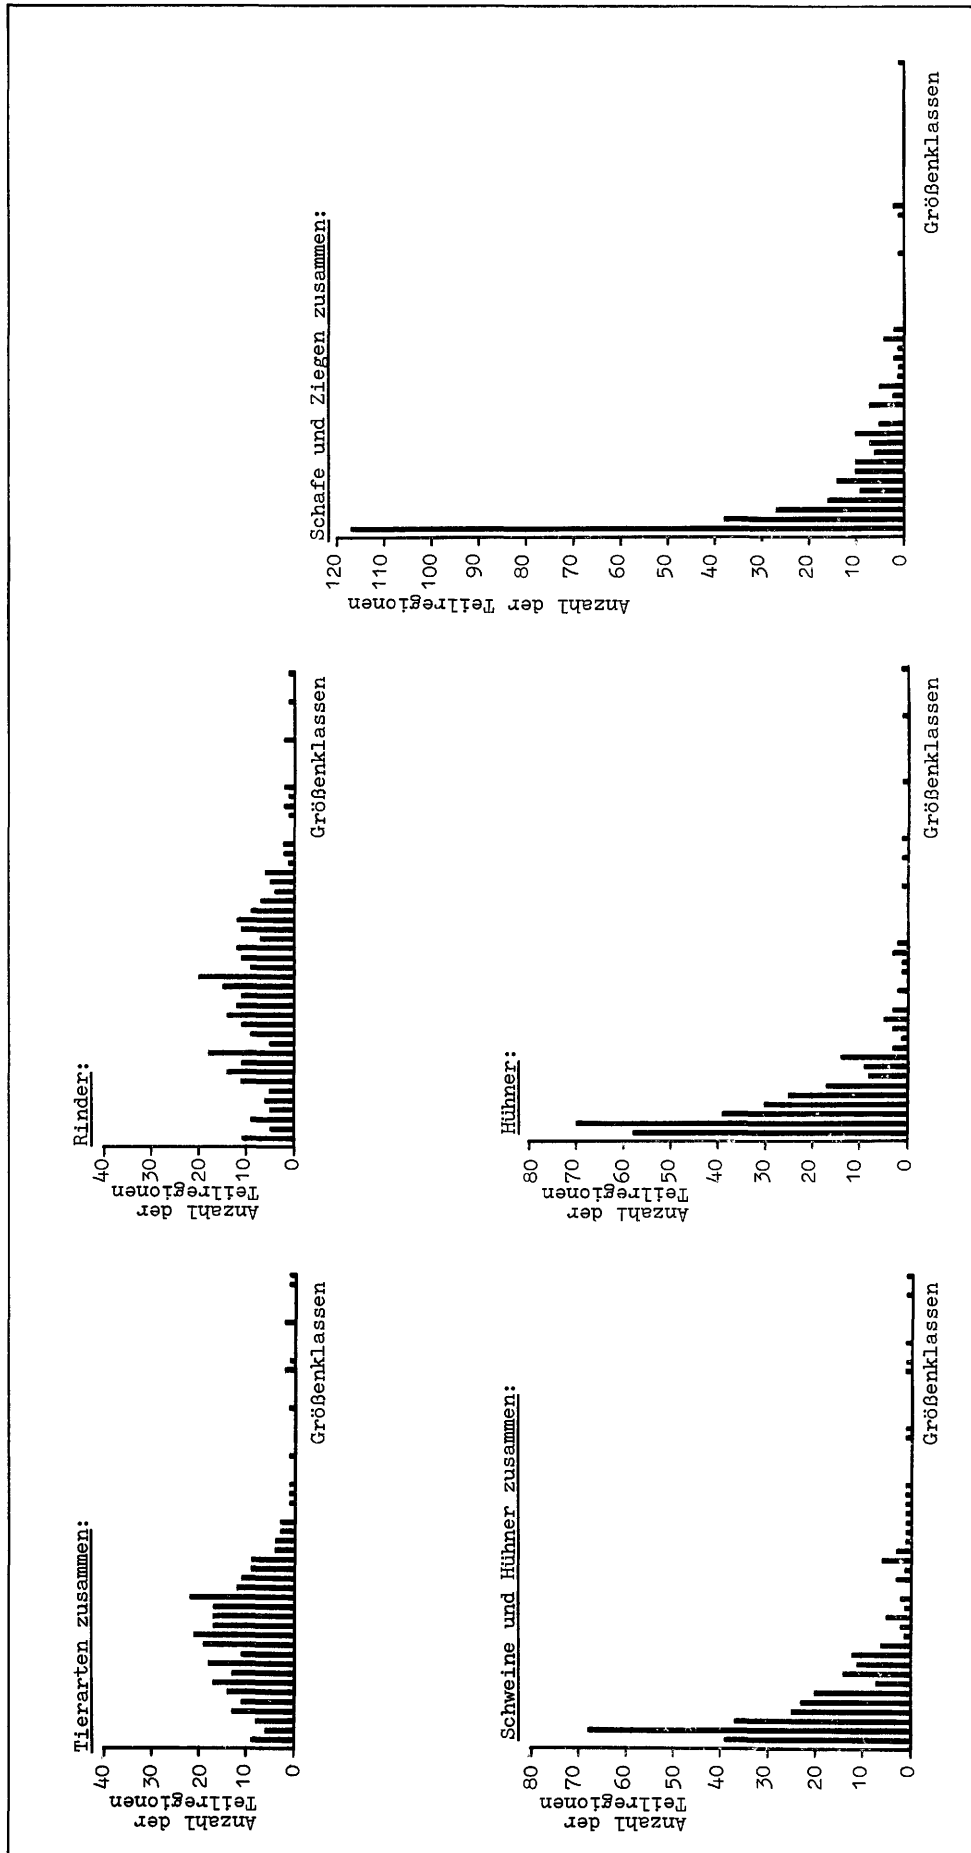 Tierarten zusammen:
Anzahl der
Teilregionen
40
30
20
10
0
Größenklassen
Rinder:
Anzahl der
Teilregionen
40
30
20
10
0
Größenklassen
Schweine und Hühner zusammen:
Anzahl der
Teilregionen
80
70
60
50
40
30
20
10
0
Größenklassen
Hühner:
Anzahl der
Teilregionen
80
70
60
50
40
30
20
10
0
Größenklassen
Schafe und Ziegen zusammen:
Anzahl der Teilregionen
120
110
100
90
80
70
60
50
40
30
20
10
0
Größenklassen